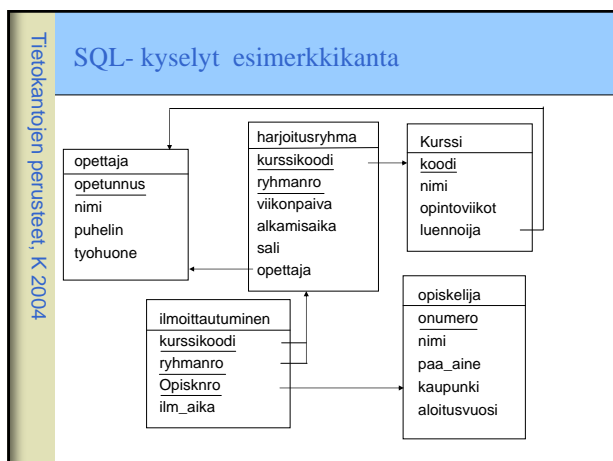 Tietokantojen perusteet, K 2004
SQL- kyselyt esimerkkikanta
opettaja
opetunnus
nimi
puhelin
tyohuone
harjoitusryhma
kurssikoodi
ryhmanro
viikonpaiva
alkamisaika
sali
opettaja
Kurssi
koodi
nimi
opintoviikot
luennoija
ilmoittautuminen
kurssikoodi
ryhmanro
Opisknro
ilm_aika
opiskelija
onumero
nimi
paa_aine
kaupunki
aloitusvuosi